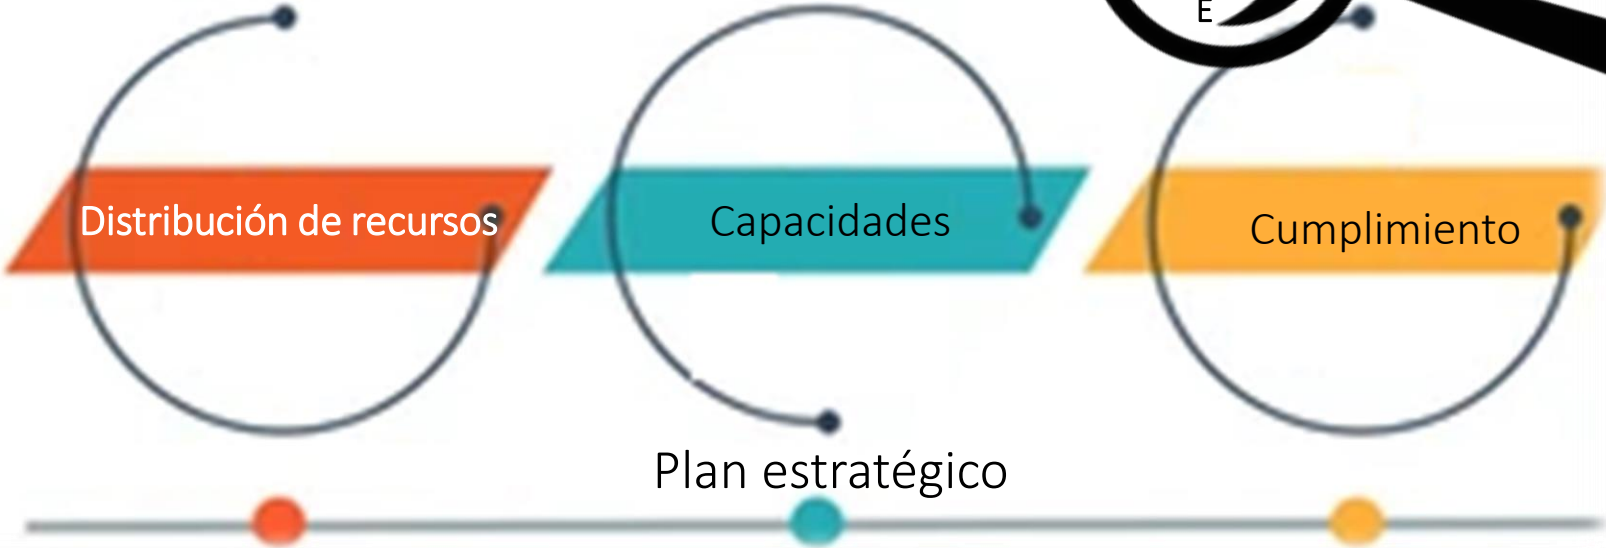 E
Distribución de recursos
Capacidades
Cumplimiento
Plan estratégico